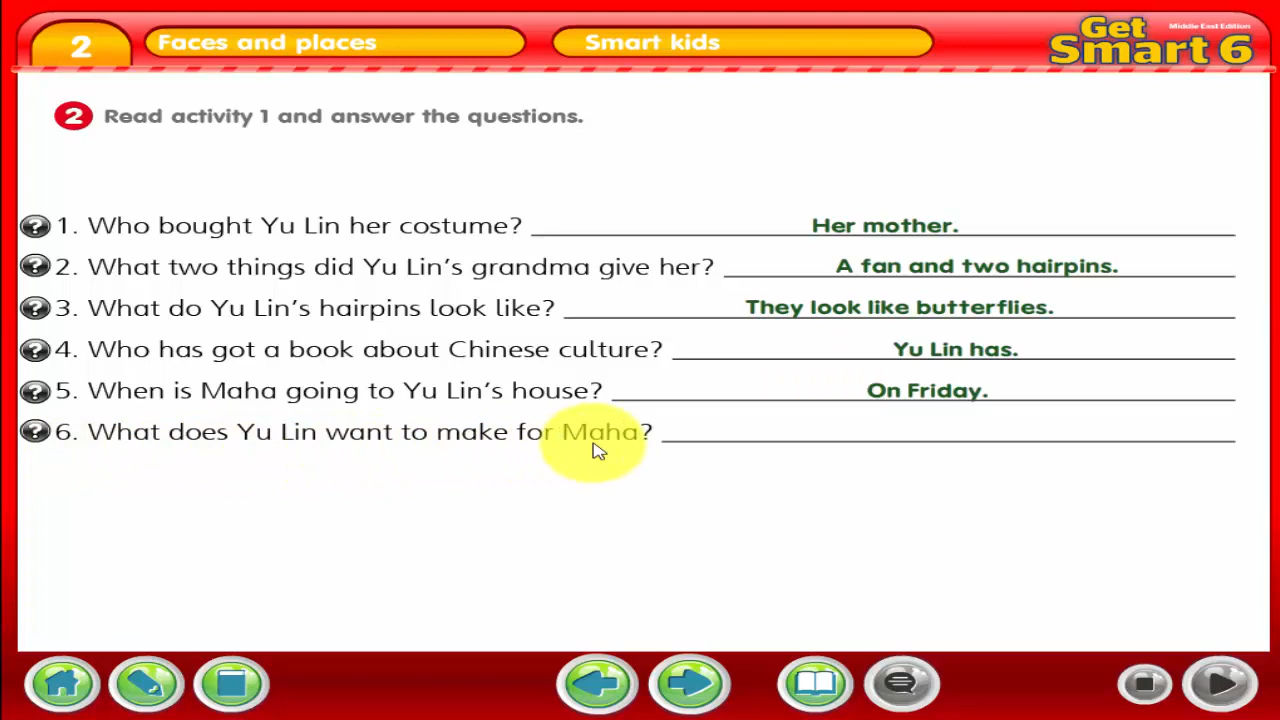 2 Faces and places Smart kids Middle East Edition
Get
Smart 6
2 Read activity 1 and answer the questions.
1. Who bought Yu Lin her costume? Her mother.
2. What two things did Yu Lin's grandma give her? A fan and two hairpins.
3. What do Yu Lin's hairpins look like? They look like butterflies.
4. Who has got a book about Chinese culture? Yu Lin has.
5. When is Maha going to Yu Lin's house? On Friday.
6. What does Yu Lin want to make for Maha?